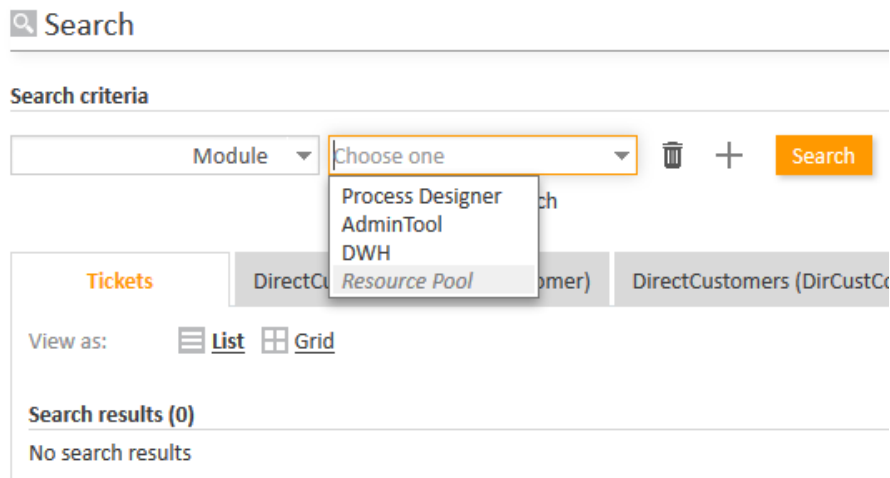 Search
Search criteria
Module Choose one Search
Process Designer
AdminTool
DWH
Resource Pool
Tickets
View as: List Grid
Search results (0)
No search results
DirectCustomers (DirCustCo